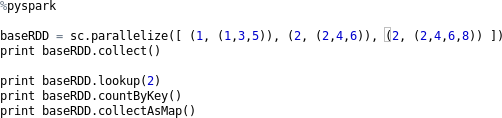 %pyspark
baseRDD = sc.parallelize([ (1, (1,3,5)), (2, (2,4,6)), (2, (2,4,6,8)) ])
print baseRDD.collect()
print baseRDD.lookup(2)
print baseRDD.countByKey()
print baseRDD.collectAsMap()